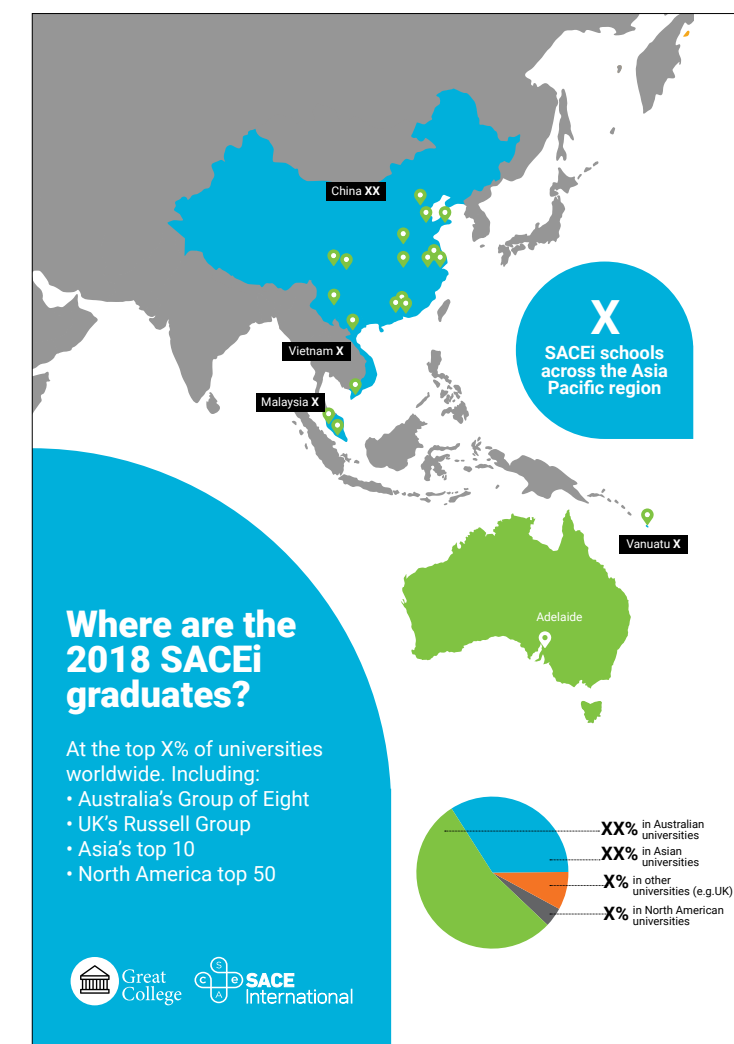 China XX
Vietnam X
Malaysia X
X
SACEi schools
across the Asia
Pacific region
Vanuatu X
Adelaide
Where are the
2018 SACEi
graduates?
At the top X% of universities
worldwide. Including:
• Australia’s Group of Eight
• UK’s Russell Group
• Asia’s top 10
• North America top 50
XX% in Australian
universities
XX% in Asian
universities
X% in other
universities (e.g.UK)
X% in North American
universities
Great
College
S
C e
A
SACE
International